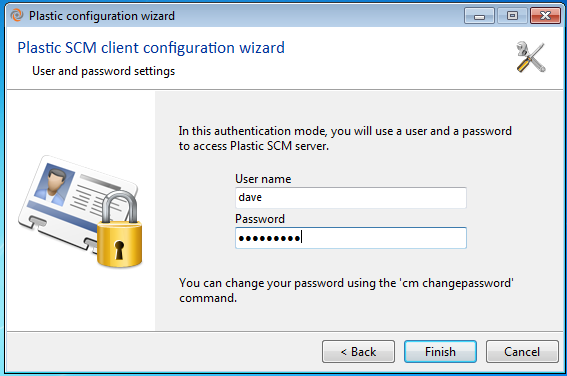 Plastic configuration wizard
Plastic SCM client configuration wizard
User and password settings
In this authentication mode, you will use a user and a password
to access Plastic SCM server.
User name
dave
Password
●●●●●●●●●
You can change your password using the 'cm changepassword'
command.
< Back
Finish
Cancel